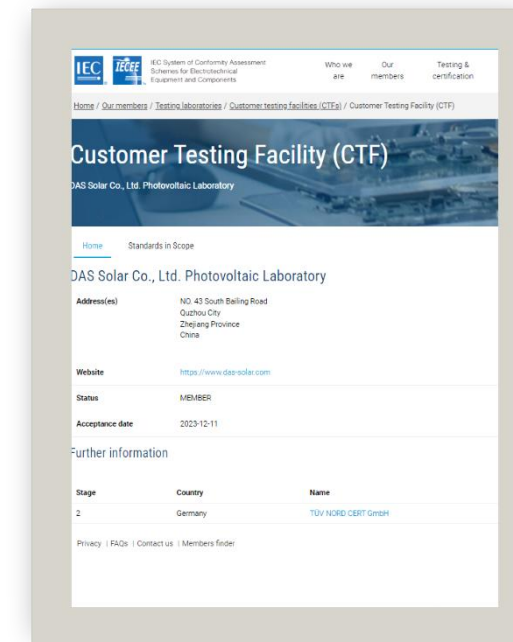 IEC IECEE IEC System of Conformity Assessment
Schemes for Electrotechnical
Equipment and Components
Who we are
Our members
Testing & certification
Home / Our members / Testing laboratories / Customer testing facilities (CTFs) / Customer Testing Facility (CTF)
Customer Testing Facility (CTF)
DAS Solar Co., Ltd. Photovoltaic Laboratory
Home Standards in Scope
DAS Solar Co., Ltd. Photovoltaic Laboratory
Address(es) NO. 43 South Bailing Road
Quzhou City
Zhejiang Province
China
Website https://www.das-solar.com
Status MEMBER
Acceptance date 2023-12-11
Further information
Stage Country Name
2 Germany TÜV NORD CERT GmbH
Privacy | FAQs | Contact us | Members finder